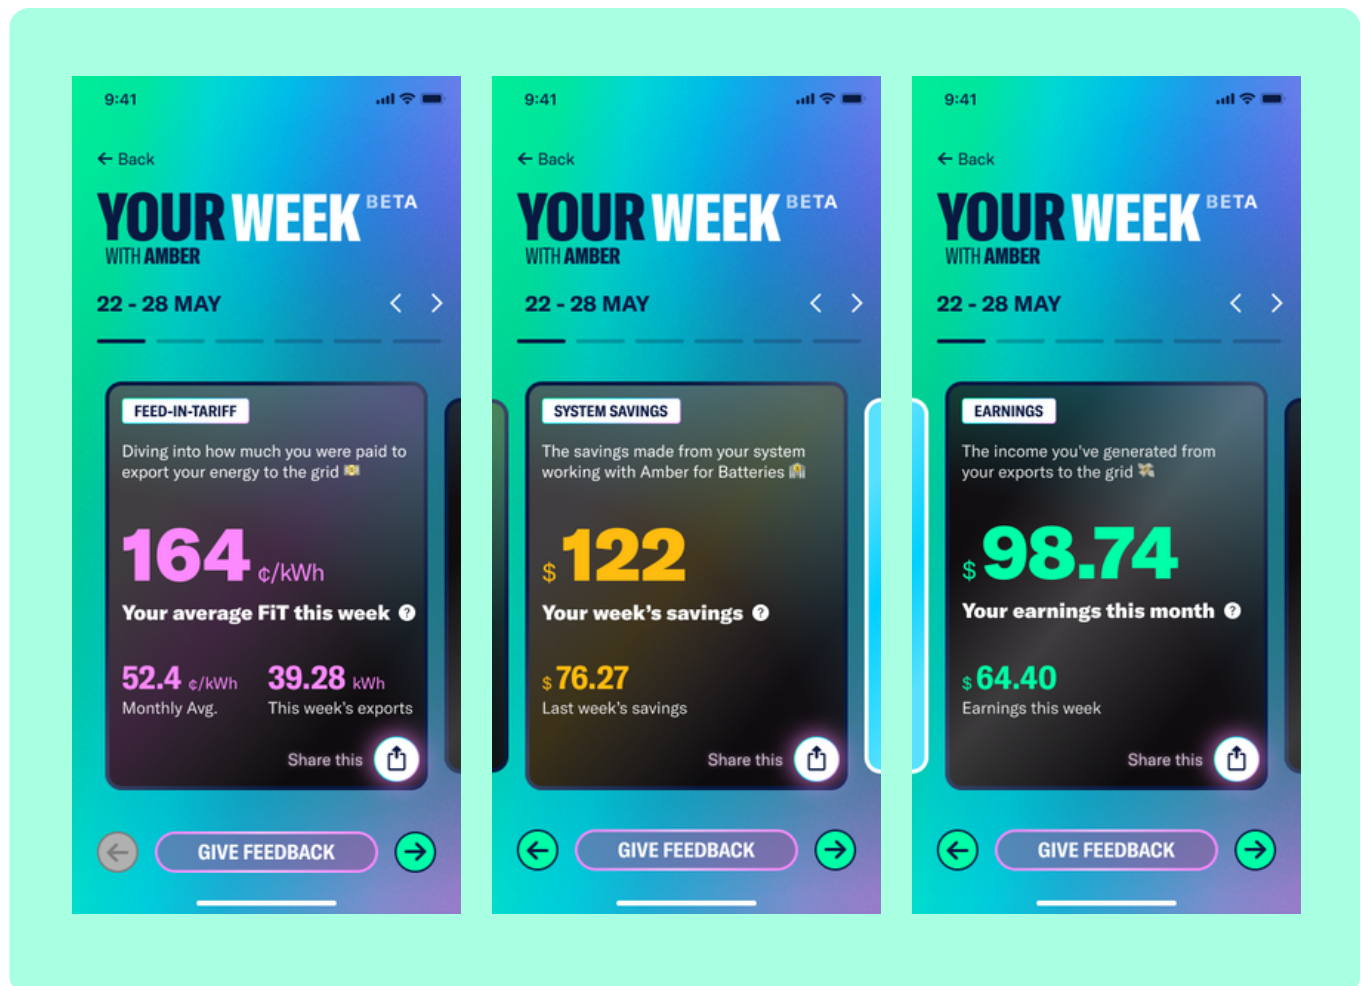 9:41
← Back
YOUR WEEK BETA
WITH AMBER
22 - 28 MAY
FEED-IN-TARIFF
Diving into how much you were paid to
export your energy to the grid
164 ¢/kWh
Your average FiT this week ?
52.4 ¢/kWh 39.28 kWh
Monthly Avg. This week's exports
Share this
GIVE FEEDBACK
9:41
← Back
YOUR WEEK BETA
WITH AMBER
22 - 28 MAY
SYSTEM SAVINGS
The savings made from your system
working with Amber for Batteries
$ 122
Your week's savings ?
$ 76.27
Last week's savings
Share this
GIVE FEEDBACK
9:41
← Back
YOUR WEEK BETA
WITH AMBER
22 - 28 MAY
EARNINGS
The income you've generated from
your exports to the grid
$ 98.74
Your earnings this month ?
$ 64.40
Earnings this week
Share this
GIVE FEEDBACK